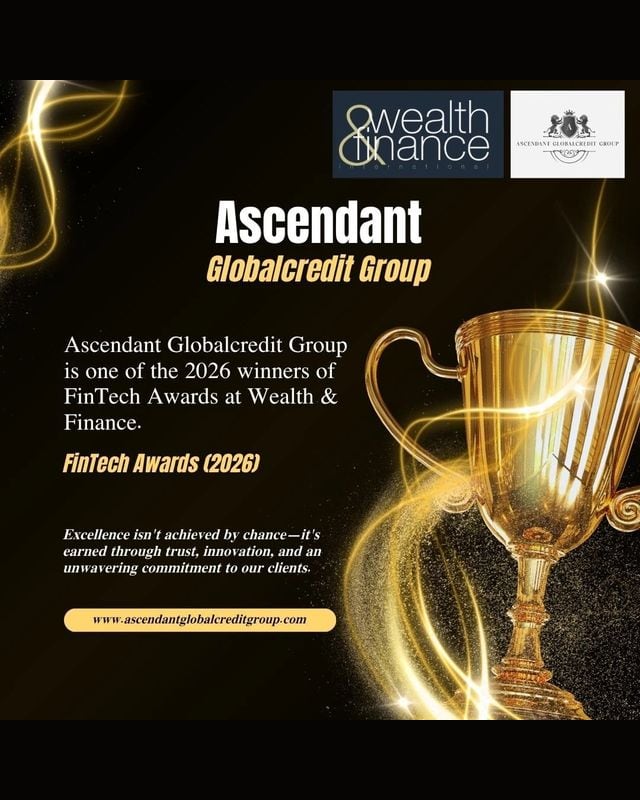 &wealth
finance
international
ASCENDANT GLOBALCREDIT GROUP
Ascendant
Globalcredit Group
Ascendant Globalcredit Group
is one of the 2026 winners of
FinTech Awards at Wealth &
Finance.
FinTech Awards (2026)
Excellence isn't achieved by chance—it's
earned through trust, innovation, and an
unwavering commitment to our clients.
www.ascendantglobalcreditgroup.com